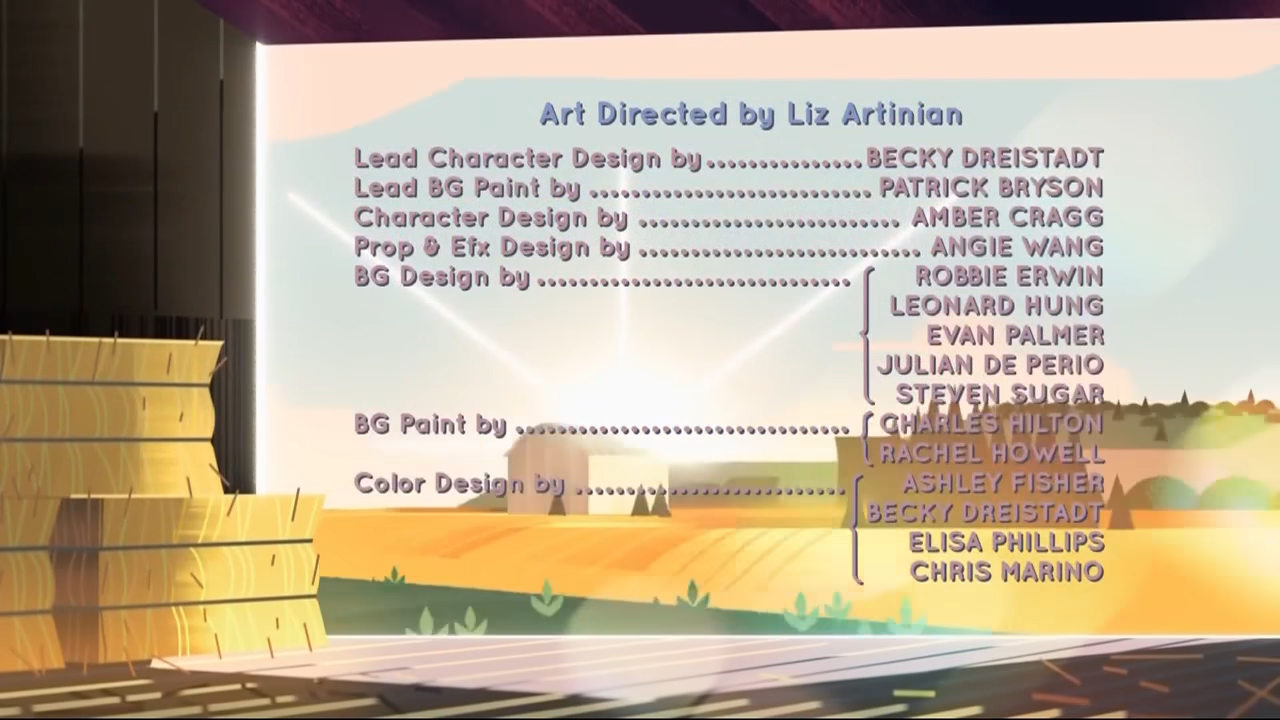 Art Directed by Liz Artinian
Lead Character Design by...............BECKY DREISTADT
Lead BG Paint by ........................... PATRICK BRYSON
Character Design by ......................... AMBER CRAGG
Prop & Efx Design by ........................... ANGIE WANG
BG Design by .............................. ROBBIE ERWIN
LEONARD HUNG
EVAN PALMER
JULIAN DE PERIO
STEVEN SUGAR
BG Paint by ................................ CHARLES HILTON
RACHEL HOWELL
Color Design by .......................... ASHLEY FISHER
BECKY DREISTADT
ELISA PHILLIPS
CHRIS MARINO